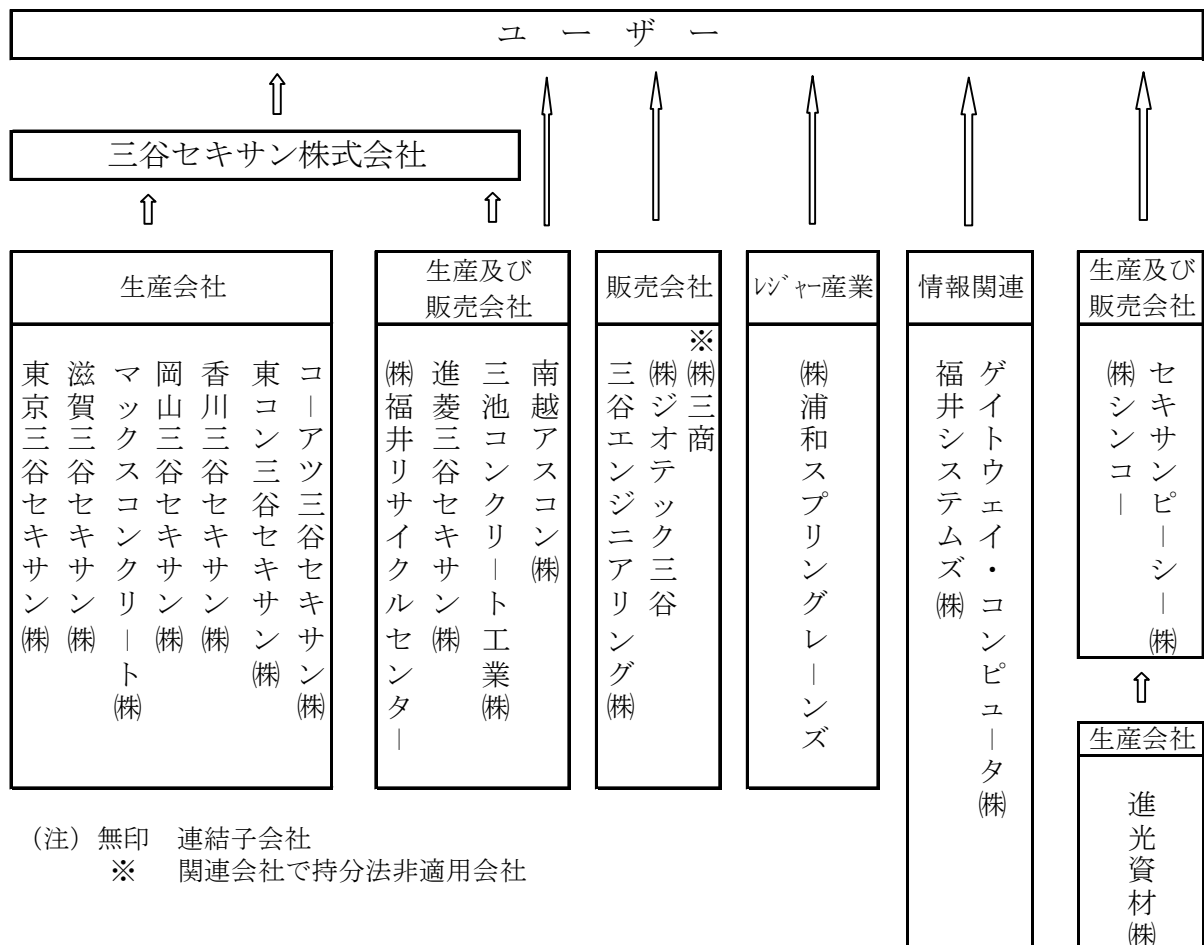 ユーザー
三谷セキサン株式会社
生産会社
東京三谷セキサン㈱
滋賀三谷セキサン㈱
マックスコンクリート㈱
岡山三谷セキサン㈱
香川三谷セキサン㈱
東コン三谷セキサン㈱
コーアツ三谷セキサン㈱
生産及び
販売会社
㈱福井リサイクルセンター
進菱三谷セキサン㈱
三池コンクリート工業㈱
南越アスコン㈱
販売会社
三谷エンジニアリング㈱
㈱ジオテック三谷
※㈱三商
ﾚｼﾞｬｰ産業
㈱浦和スプリングレーンズ
情報関連
福井システムズ㈱
ゲイトウェイ・コンピュータ㈱
生産及び
販売会社
㈱シンコー
セキサンピーシー㈱
生産会社
進光資材㈱
（注）無印 連結子会社
※ 関連会社で持分法非適用会社